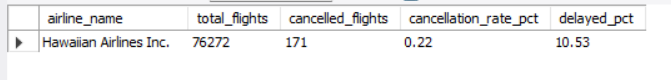 airline_name total_flights cancelled_flights cancellation_rate_pct delayed_pct
Hawaiian Airlines Inc. 76272 171 0.22 10.53